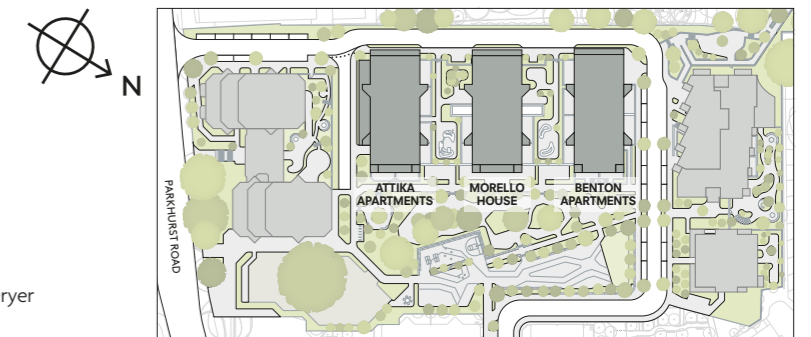 N
ATTIKA
APARTMENTS
MORELLO
HOUSE
BENTON
APARTMENTS
PARKHURST ROAD
ryer